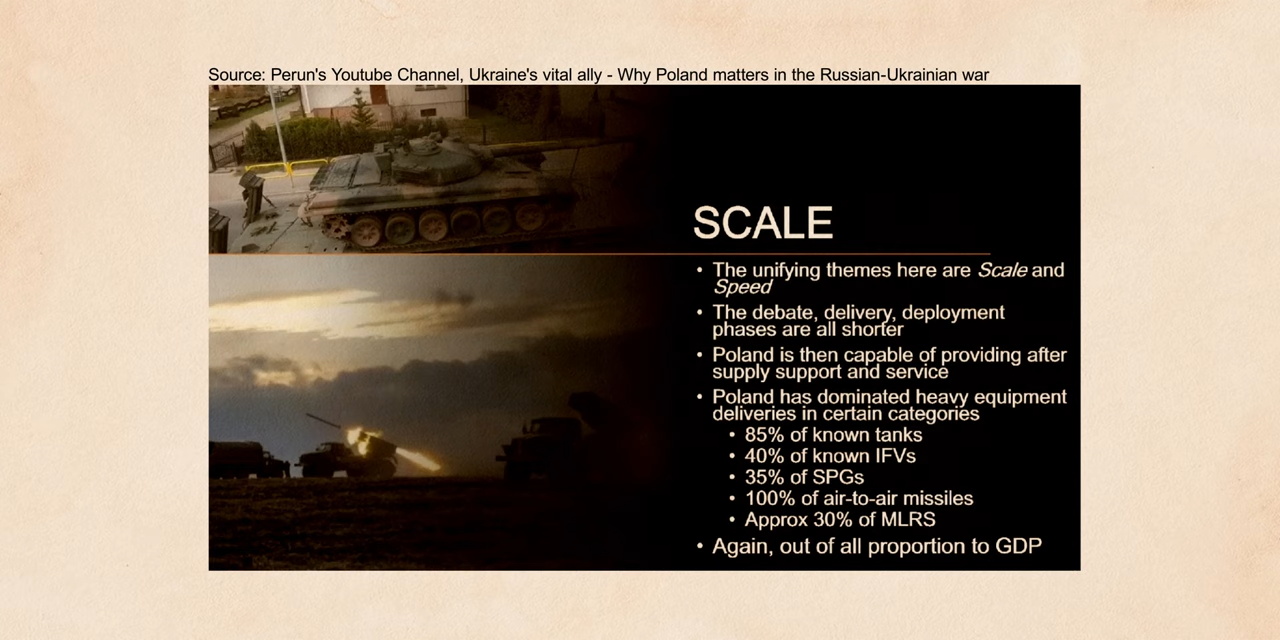 Source: Perun's Youtube Channel, Ukraine's vital ally - Why Poland matters in the Russian-Ukrainian war
SCALE
• The unifying themes here are Scale and
Speed
• The debate, delivery, deployment
phases are all shorter
• Poland is then capable of providing after
supply support and service
• Poland has dominated heavy equipment
deliveries in certain categories
• 85% of known tanks
• 40% of known IFVs
• 35% of SPGs
• 100% of air-to-air missiles
• Approx 30% of MLRS
• Again, out of all proportion to GDP